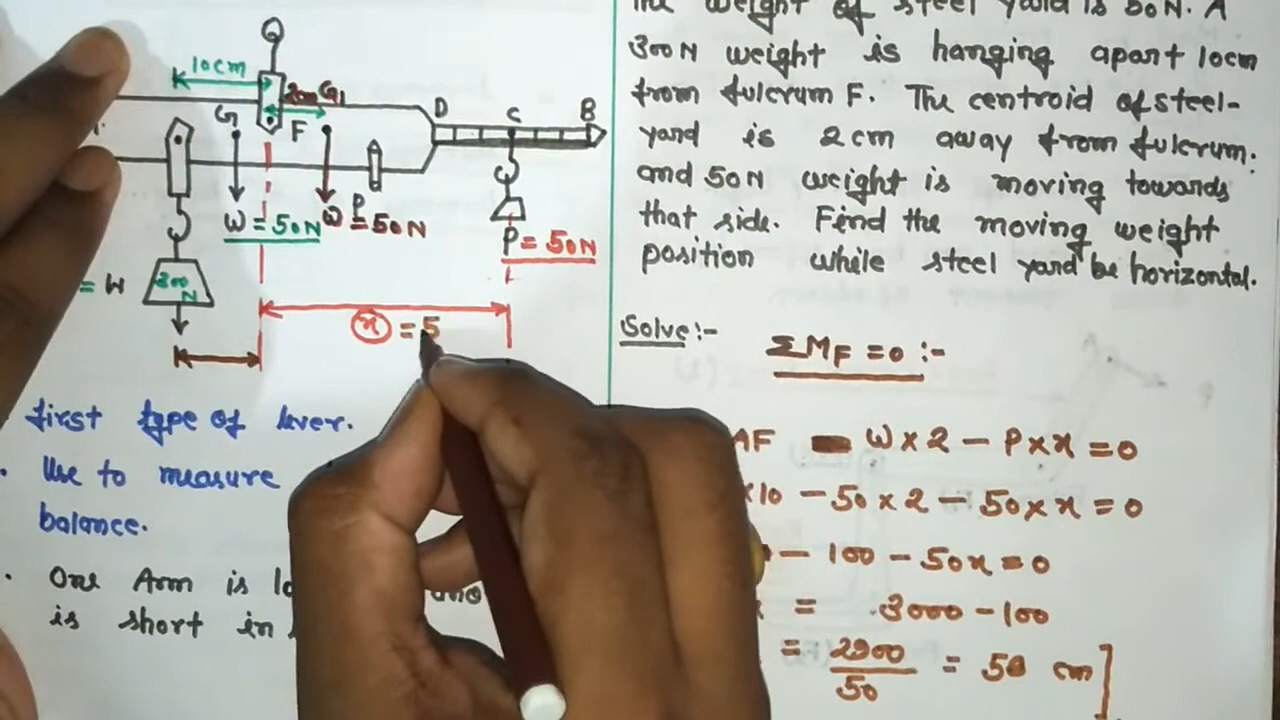 10cm
2cm G1
G
F
D
C
B
W = 50N
W = 50N
P
P = 50N
= W
300
N
x = 5
first type of lever.
Use to measure
balance.
One Arm is
is short in
The weight of steel yard is 50N. A
300N weight is hanging apart 10cm
from fulcrum F. The centroid of steel-
yard is 2cm away from fulcrum.
and 50N weight is moving towards
that side. Find the moving weight
position while steel yard be horizontal.
Solve:-
ΣMF = 0 :-
AF - W×2 - P×x = 0
×10 - 50×2 - 50×x = 0
- 100 - 50x = 0
= 3000 - 100
= 2900/50 = 58 cm]